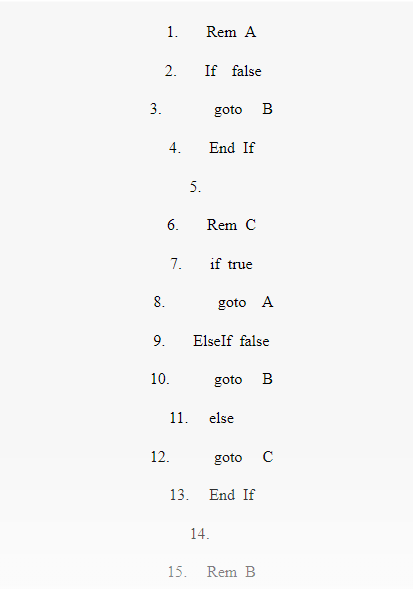 1. Rem A
2. If false
3. goto B
4. End If
5.
6. Rem C
7. if true
8. goto A
9. ElseIf false
10. goto B
11. else
12. goto C
13. End If
14.
15. Rem B